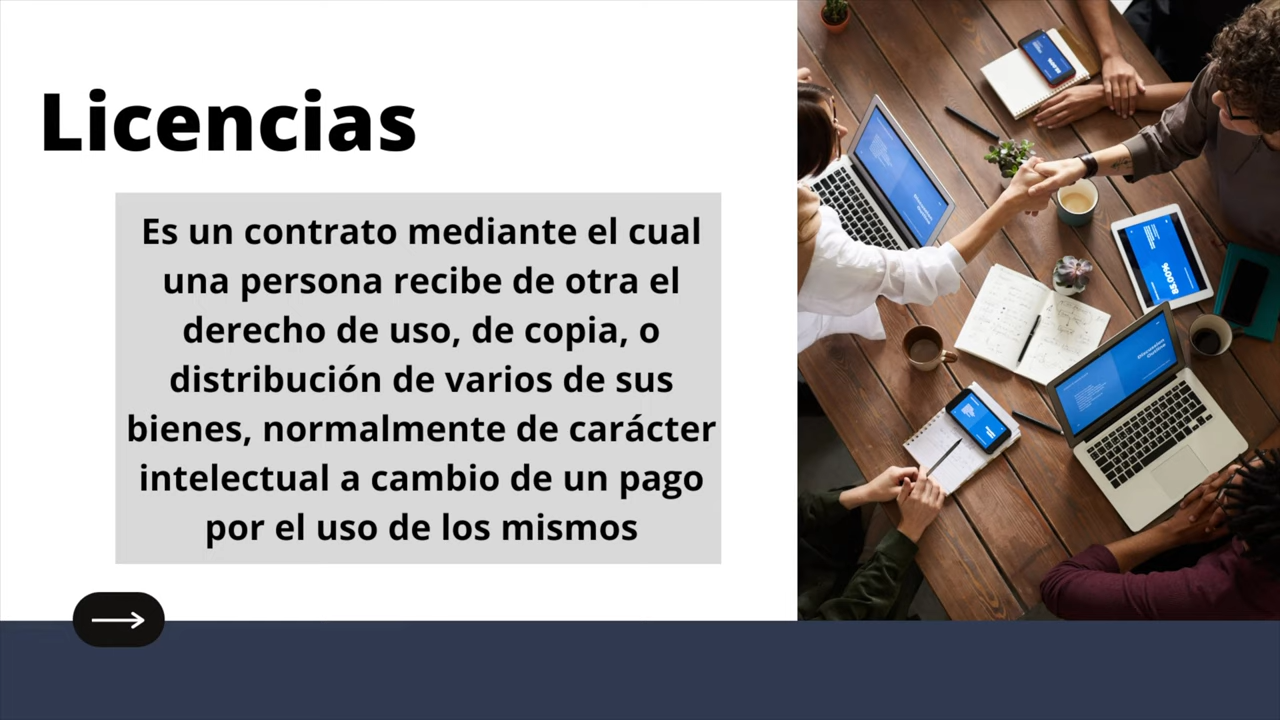 Licencias
Es un contrato mediante el cual
una persona recibe de otra el
derecho de uso, de copia, o
distribución de varios de sus
bienes, normalmente de carácter
intelectual a cambio de un pago
por el uso de los mismos